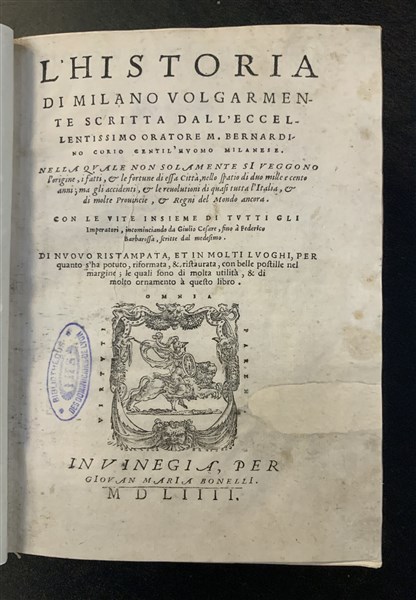 L'HISTORIA
DI MILANO VOLGARMEN-
TE SCRITTA DALL'ECCEL-
LENTISSIMO ORATORE M. BERNARDI-
NO CORIO GENTIL'HVOMO MILANESE.
NELLA QVALE NON SOLAMENTE SI VEGGONO
l'origine, i fatti, & le fortune di essa Città, nello spatio di duo mille e cento
anni; ma gli accidenti, & le reuolutioni di quasi tutta l'Italia, &
di molte Prouincie, & Regni del Mondo ancora.
CON LE VITE INSIEME DI TVTTI GLI
Imperatori, incominciando da Giulio Cesare, fino à Federico
Barbarossa, scritte dal medesimo.
DI NVOVO RISTAMPATA, ET IN MOLTI LVOGHI, PER
quanto s'ha potuto, riformata, & ristaurata, con belle postille nel
margine; le quali sono di molta utilità, & di
molto ornamento à questo libro.
OMNIA
VIRTVTI
PAREN
BIBLIOTHEQUE
IN VINEGIA, PER
GIOVAN MARIA BONELLI.
M D LIIII.